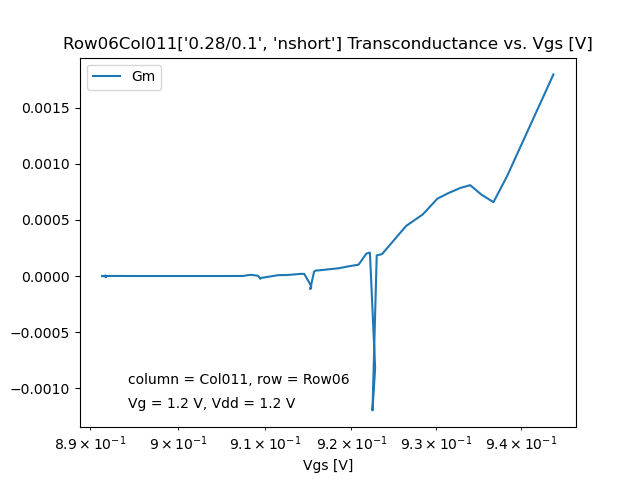 Row06Col011['0.28/0.1', 'nshort'] Transconductance vs. Vgs [V]
Gm
0.0015
0.0010
0.0005
0.0000
−0.0005
−0.0010
column = Col011, row = Row06
Vg = 1.2 V, Vdd = 1.2 V
8.9 × 10⁻¹ 9 × 10⁻¹ 9.1 × 10⁻¹ 9.2 × 10⁻¹ 9.3 × 10⁻¹ 9.4 × 10⁻¹
Vgs [V]